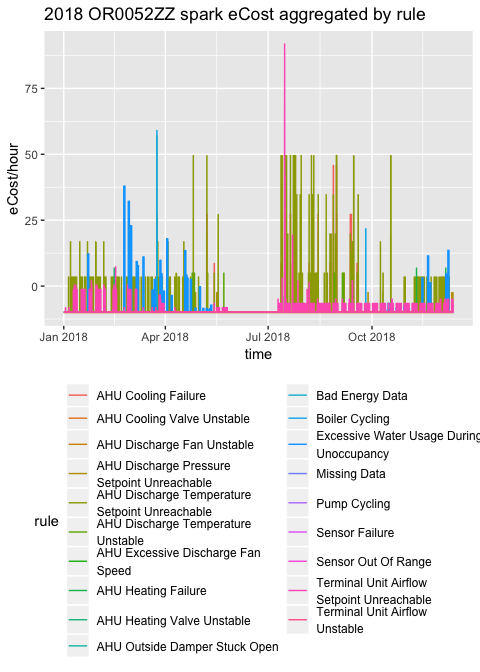 2018 OR0052ZZ spark eCost aggregated by rule
eCost/hour
75
50
25
0
Jan 2018
Apr 2018
Jul 2018
Oct 2018
time
rule
AHU Cooling Failure
AHU Cooling Valve Unstable
AHU Discharge Fan Unstable
AHU Discharge Pressure
Setpoint Unreachable
AHU Discharge Temperature
Setpoint Unreachable
AHU Discharge Temperature
Unstable
AHU Excessive Discharge Fan
Speed
AHU Heating Failure
AHU Heating Valve Unstable
AHU Outside Damper Stuck Open
Bad Energy Data
Boiler Cycling
Excessive Water Usage During
Unoccupancy
Missing Data
Pump Cycling
Sensor Failure
Sensor Out Of Range
Terminal Unit Airflow
Setpoint Unreachable
Terminal Unit Airflow
Unstable